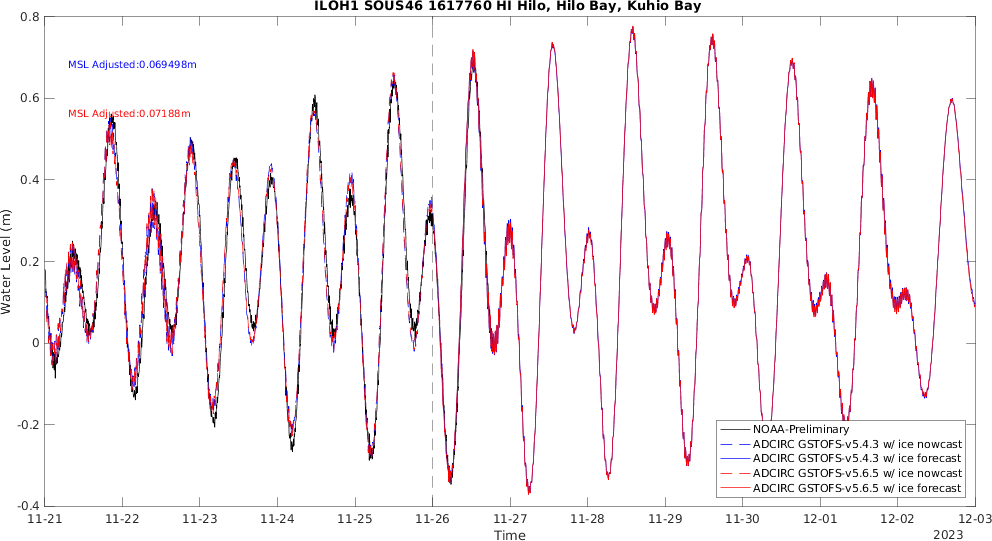 ILOH1 SOUS46 1617760 HI Hilo, Hilo Bay, Kuhio Bay
0.8
0.6
0.4
0.2
0
-0.2
-0.4
Water Level (m)
MSL Adjusted:0.069498m
MSL Adjusted:0.07188m
NOAA-Preliminary
ADCIRC GSTOFS-v5.4.3 w/ ice nowcast
ADCIRC GSTOFS-v5.4.3 w/ ice forecast
ADCIRC GSTOFS-v5.6.5 w/ ice nowcast
ADCIRC GSTOFS-v5.6.5 w/ ice forecast
11-21 11-22 11-23 11-24 11-25 11-26 11-27 11-28 11-29 11-30 12-01 12-02 12-03
Time
2023